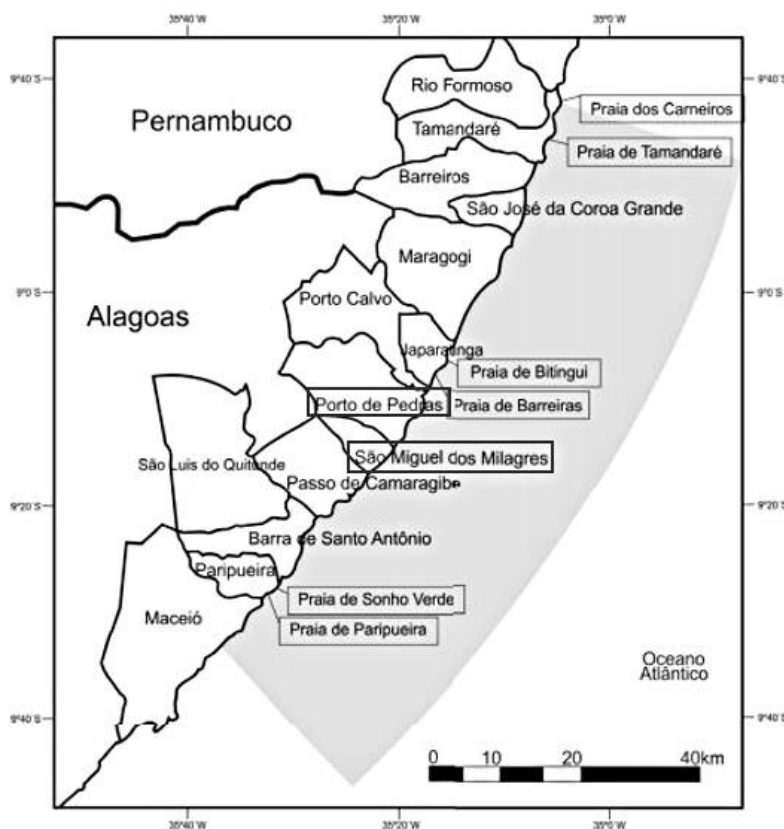 35°40' W 35°20' W 35°0' W
9°40' S 9°40' S
Rio Formoso
Praia dos Carneiros
Pernambuco
Tamandaré
Praia de Tamandaré
Barreiros
São José da Coroa Grande
Maragogi
9°0' S 9°0' S
Porto Calvo
Alagoas
Japaratinga
Praia de Bitingui
Porto de Pedras
Praia de Barreiras
São Miguel dos Milagres
São Luis do Quitunde
Passo de Camaragibe
9°20' S 9°20' S
Barra de Santo Antônio
Paripueira
Praia de Sonho Verde
Maceió
Praia de Paripueira
Oceano
Atlântico
9°40' S 9°40' S
0 10 20 40km
35°40' W 35°20' W 35°0' W